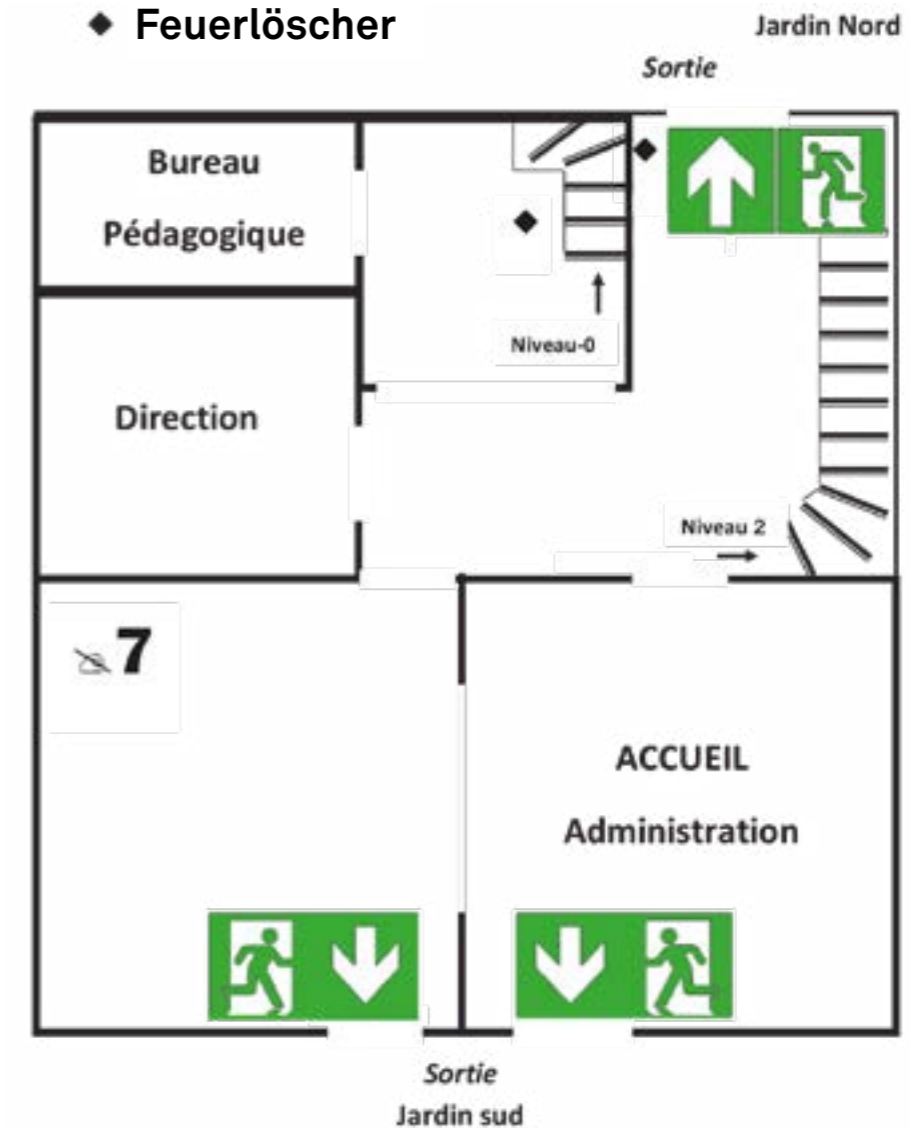 ◆ Feuerlöscher
Jardin Nord
Sortie
Bureau
Pédagogique
Niveau-0
Direction
Niveau 2
7
ACCUEIL
Administration
Sortie
Jardin sud